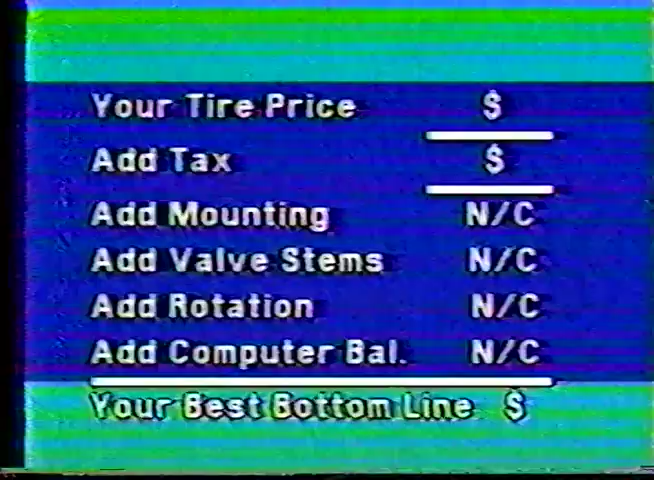 Your Tire Price $
Add Tax $
Add Mounting N/C
Add Valve Stems N/C
Add Rotation N/C
Add Computer Bal. N/C
Your Best Bottom Line $